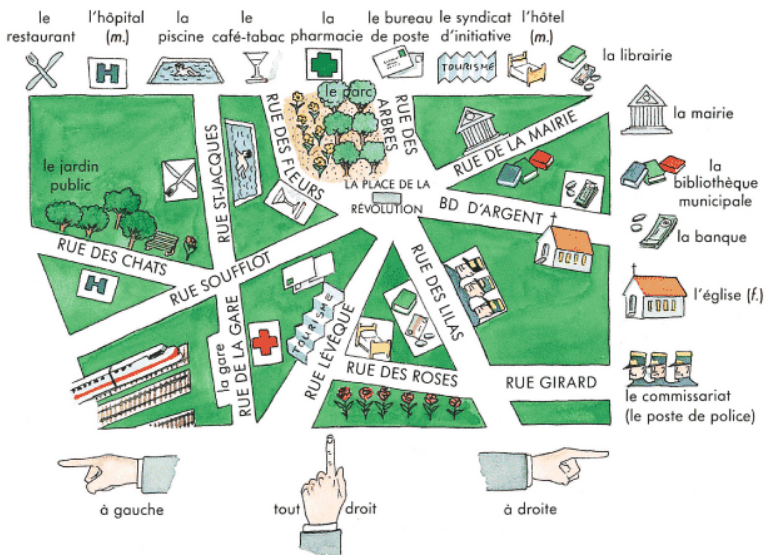 le
restaurant
l'hôpital
(m.)
la
piscine
le
café-tabac
la
pharmacie
le bureau
de poste
le syndicat
d'initiative
l'hôtel
(m.)
la librairie
H
TOURISME
la mairie
la
bibliothèque
municipale
la banque
l'église (f.)
le commissariat
(le poste de police)
le parc
RUE DES FLEURS
RUE DES
ARBRES
RUE DE LA MAIRIE
RUE ST-JACQUES
le jardin
public
LA PLACE DE LA
RÉVOLUTION
BD D'ARGENT
RUE DES CHATS
H
RUE SOUFFLOT
RUE DES LILAS
TOURISME
la gare
RUE DE LA GARE
RUE LÉVÊQUE
RUE DES ROSES
RUE GIRARD
à gauche
tout droit
à droite